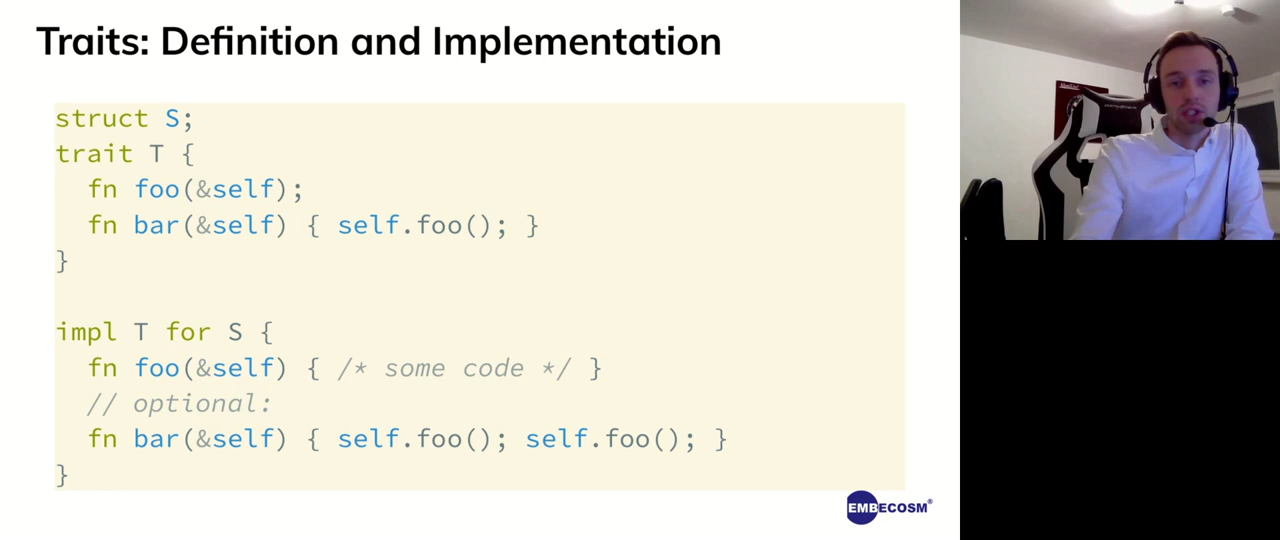 Traits: Definition and Implementation
struct S;
trait T {
  fn foo(&self);
  fn bar(&self) { self.foo(); }
}
impl T for S {
  fn foo(&self) { /* some code */ }
  // optional:
  fn bar(&self) { self.foo(); self.foo(); }
}
EMBECOSM®